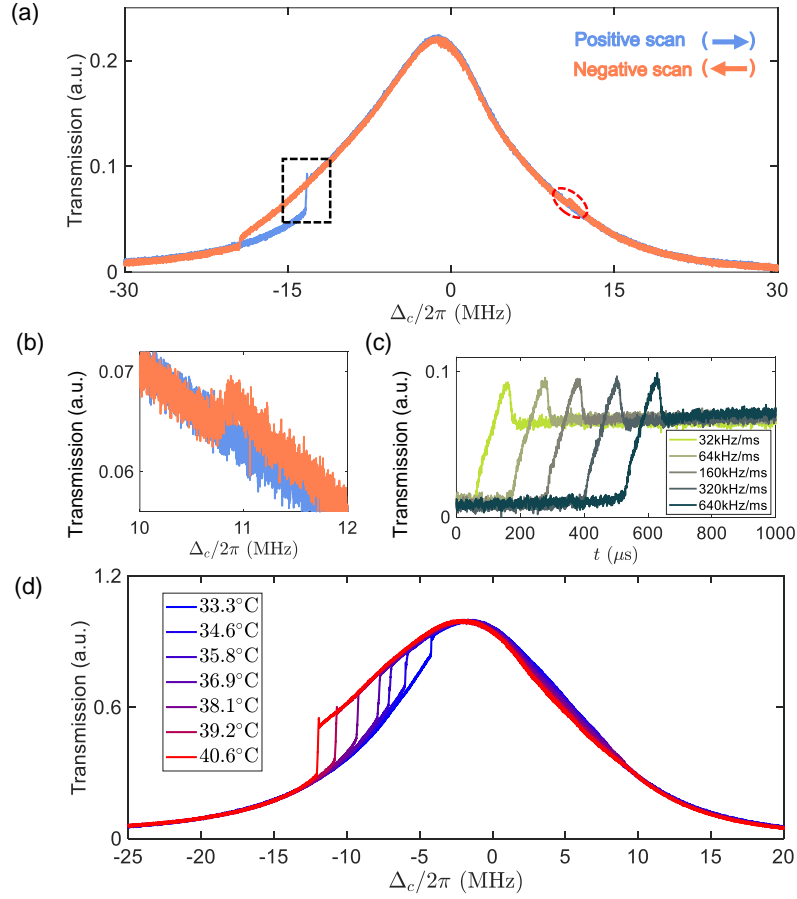 (a)
Transmission (a.u.)
0.2
0.1
0
Positive scan (→)
Negative scan (←)
-30 -15 0 15 30
Δc/2π (MHz)
(b)
Transmission (a.u.)
0.07
0.06
10 11 12
Δc/2π (MHz)
(c)
Transmission (a.u.)
0.1
0
32kHz/ms
64kHz/ms
160kHz/ms
320kHz/ms
640kHz/ms
0 200 400 600 800 1000
t (μs)
(d)
Transmission (a.u.)
1.2
0.6
0
33.3°C
34.6°C
35.8°C
36.9°C
38.1°C
39.2°C
40.6°C
-25 -20 -15 -10 -5 0 5 10 15 20
Δc/2π (MHz)